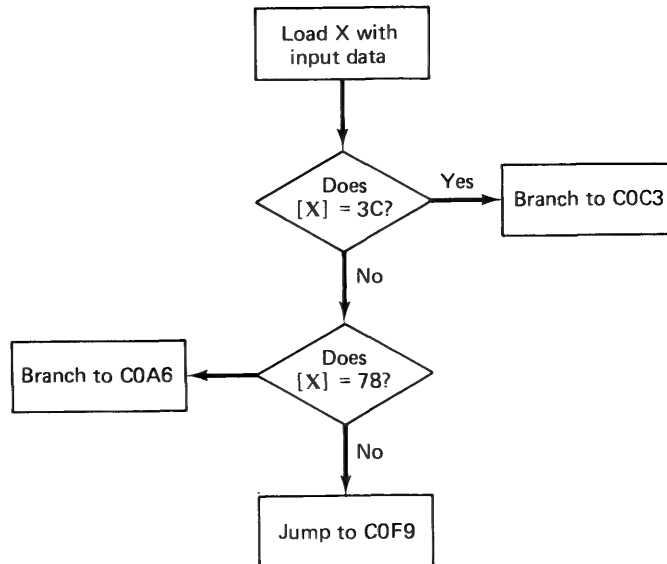 Load X with
input data
Does
[X] = 3C?
Yes
Branch to C0C3
No
Does
[X] = 78?
Branch to C0A6
No
Jump to C0F9